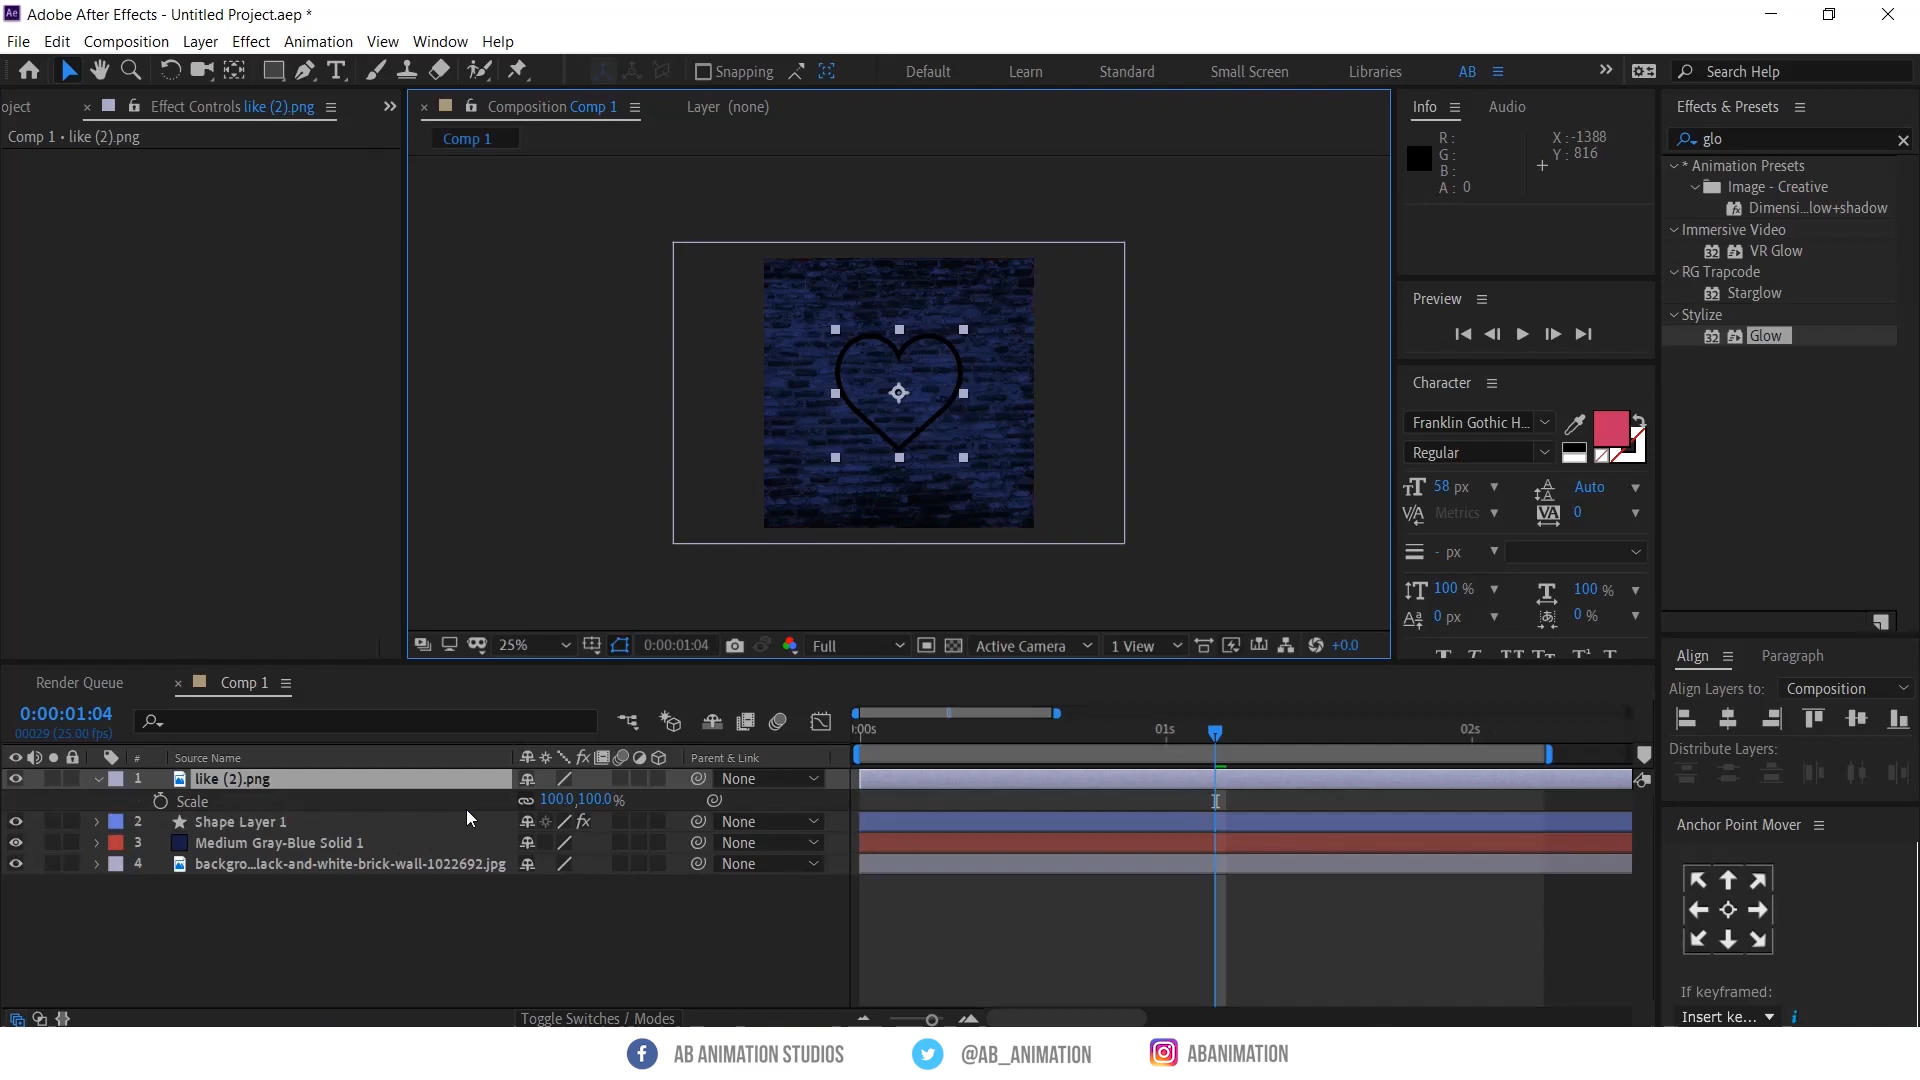 Ae Adobe After Effects - Untitled Project.aep *
File Edit Composition Layer Effect Animation View Window Help
Snapping Default Learn Standard Small Screen Libraries AB Search Help
oject × Effect Controls like (2).png × Composition Comp 1 Layer (none) Info Audio Effects & Presets
Comp 1 • like (2).png
Comp 1
R :
G :
B :
A : 0
X : -1388
Y : 816
glo
* Animation Presets
Image - Creative
Dimensi...low+shadow
Immersive Video
32 VR Glow
RG Trapcode
32 Starglow
Stylize
32 Glow
Preview
Character
Franklin Gothic H...
Regular
58 px Auto
Metrics 0
- px
100 % 100 %
0 px 0 %
25% 0:00:01:04 Full Active Camera 1 View +0.0
Align Paragraph
Align Layers to: Composition
Distribute Layers:
Anchor Point Mover
If keyframed:
Insert ke...
Render Queue × Comp 1
0:00:01:04
00029 (25.00 fps)
:00s 01s 02s
# Source Name Parent & Link
1 like (2).png None
Scale 100.0,100.0%
2 Shape Layer 1 None
3 Medium Gray-Blue Solid 1 None
4 backgro...lack-and-white-brick-wall-1022692.jpg None
Toggle Switches / Modes
AB ANIMATION STUDIOS @AB_ANIMATION ABANIMATION